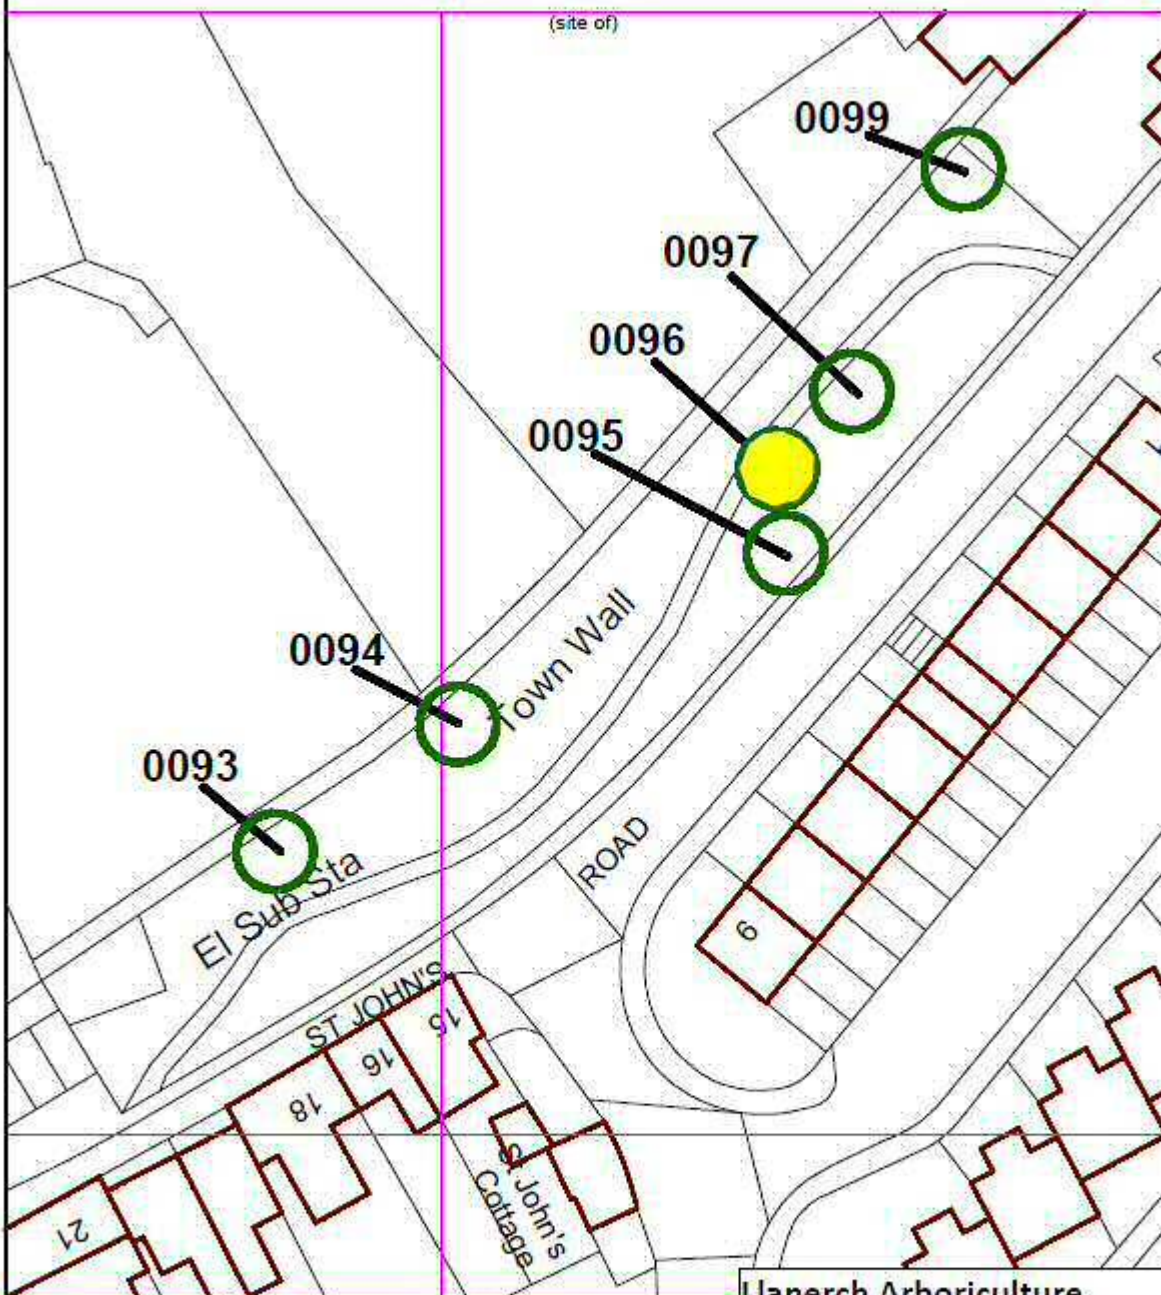 (site of)
0099
0097
0096
0095
Town Wall
0094
0093
ROAD
El Sub Sta
9
ST JOHN'S
15
16
18
St John's
Cottage
21
Llanerch Arboriculture